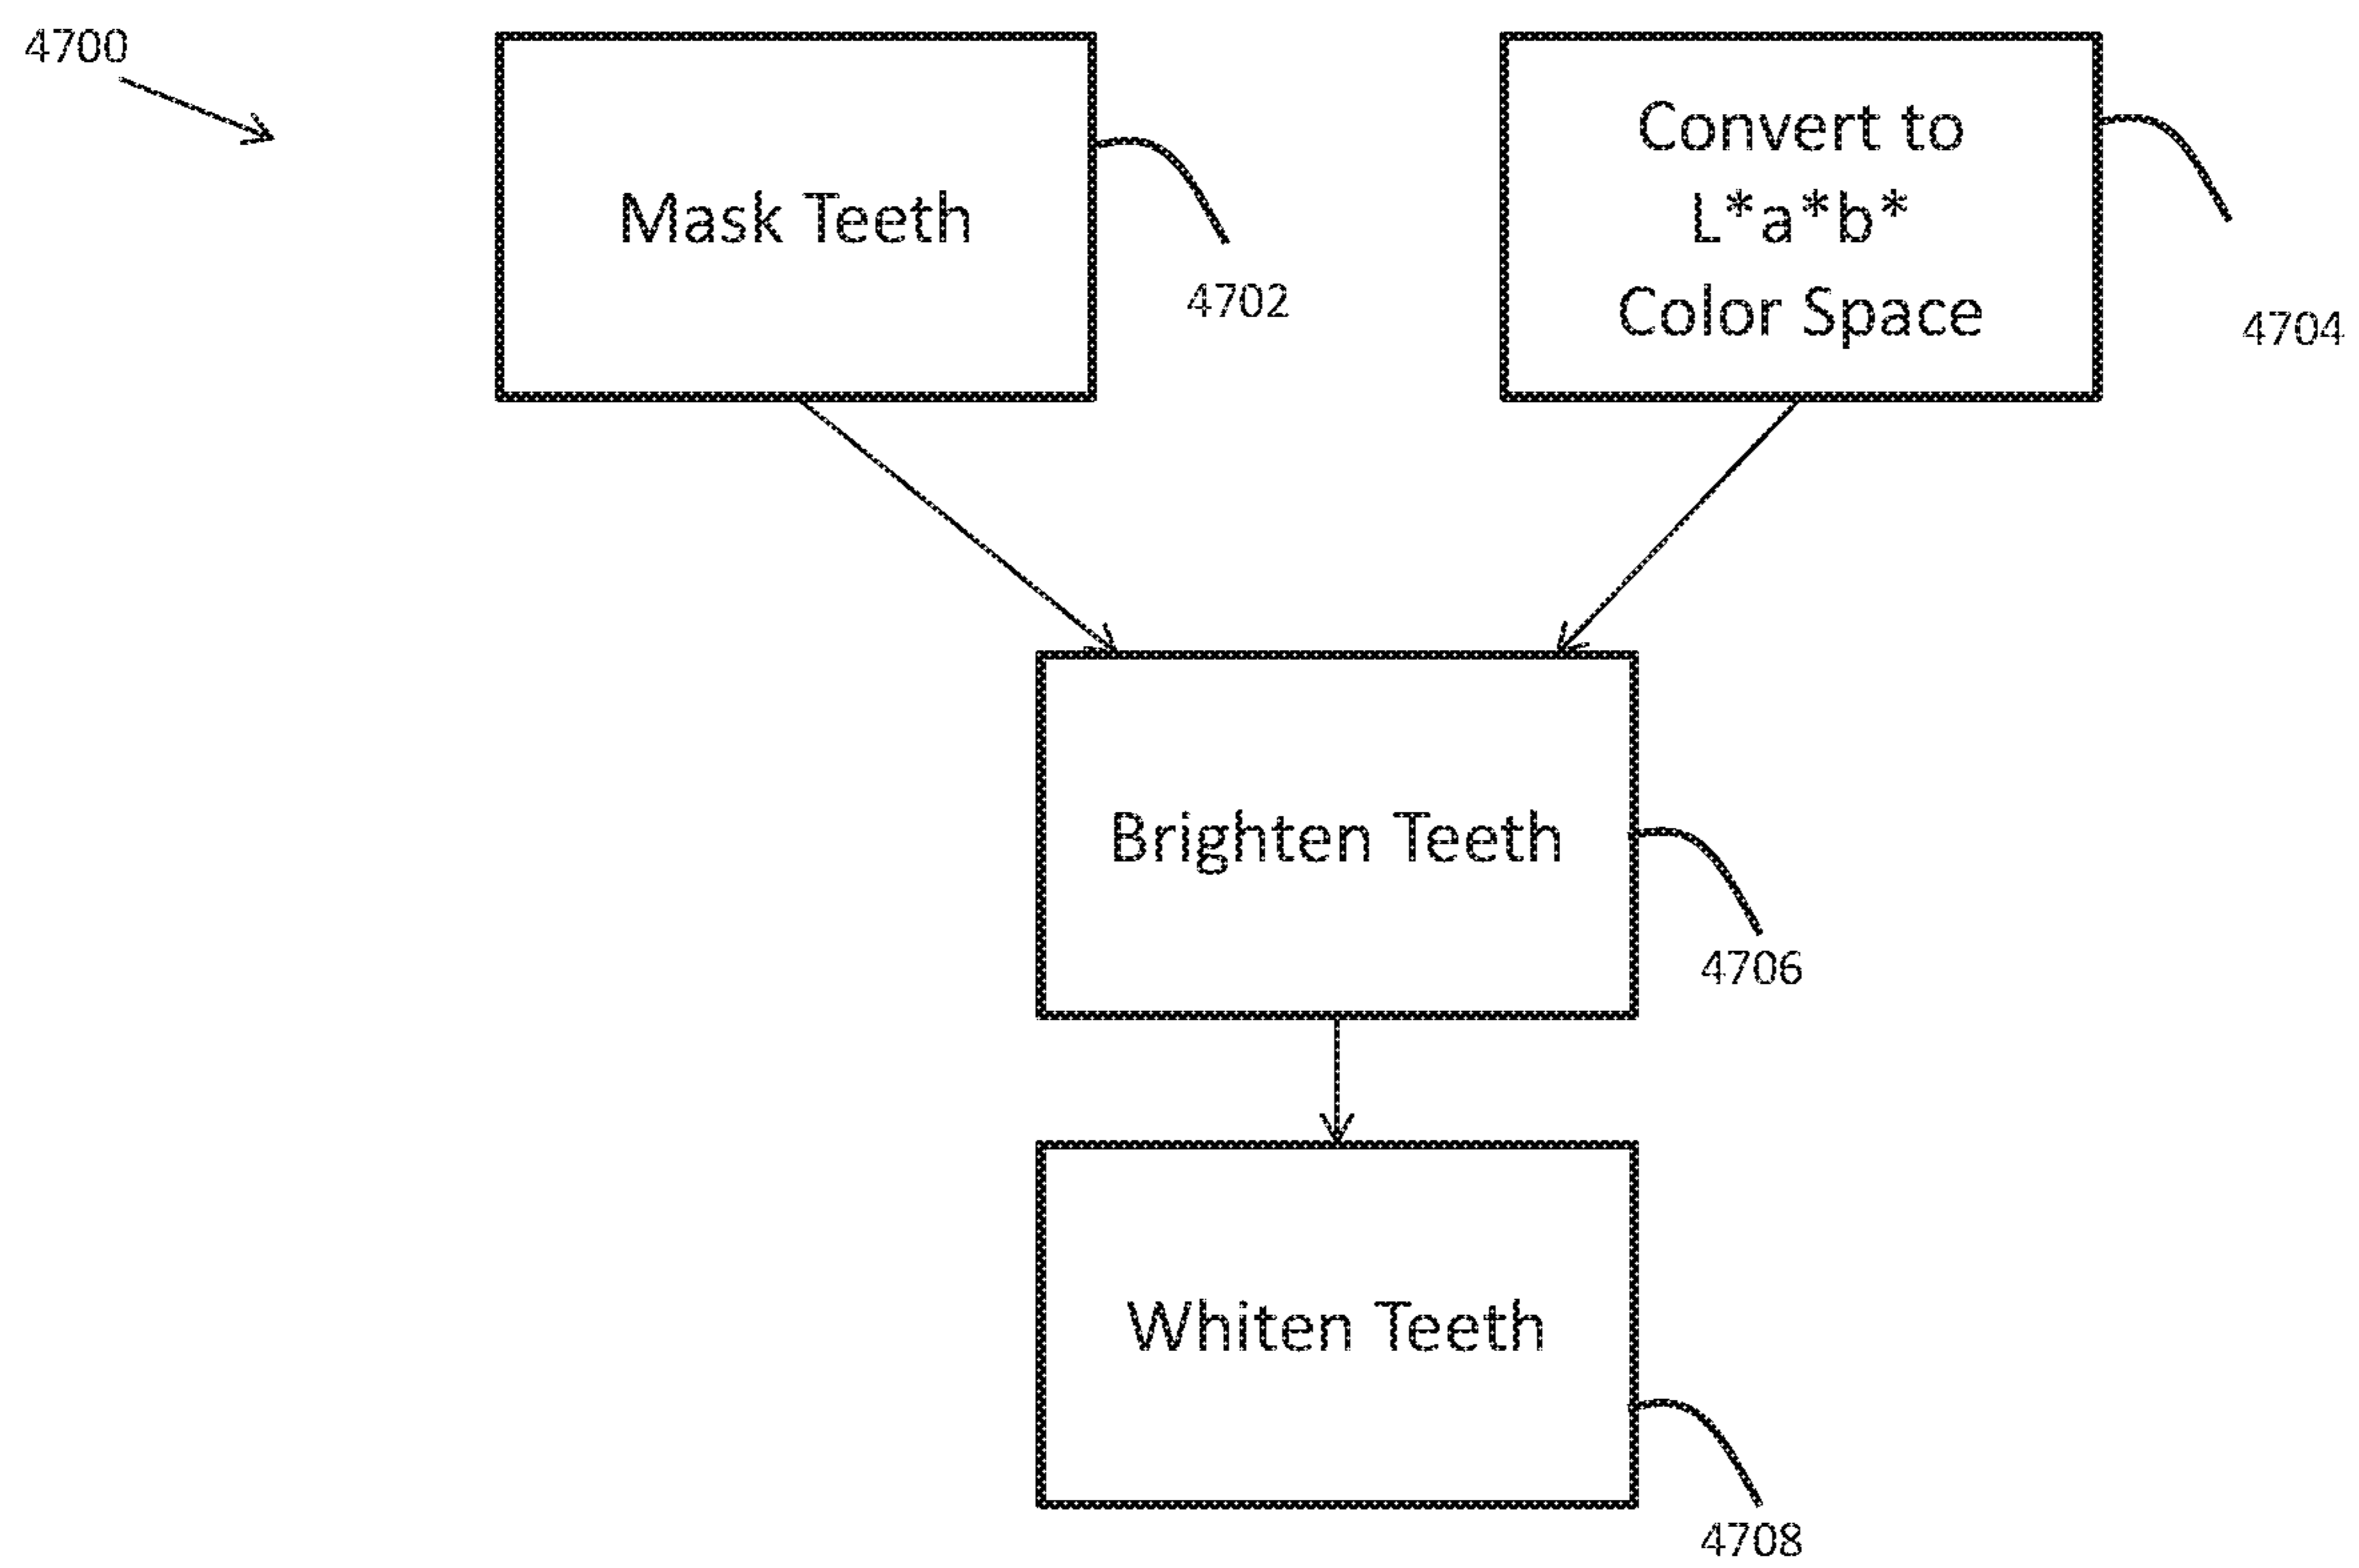 4700
Mask Teeth
4702
Convert to
L*a*b*
Color Space
4704
Brighten Teeth
4706
Whiten Teeth
4708